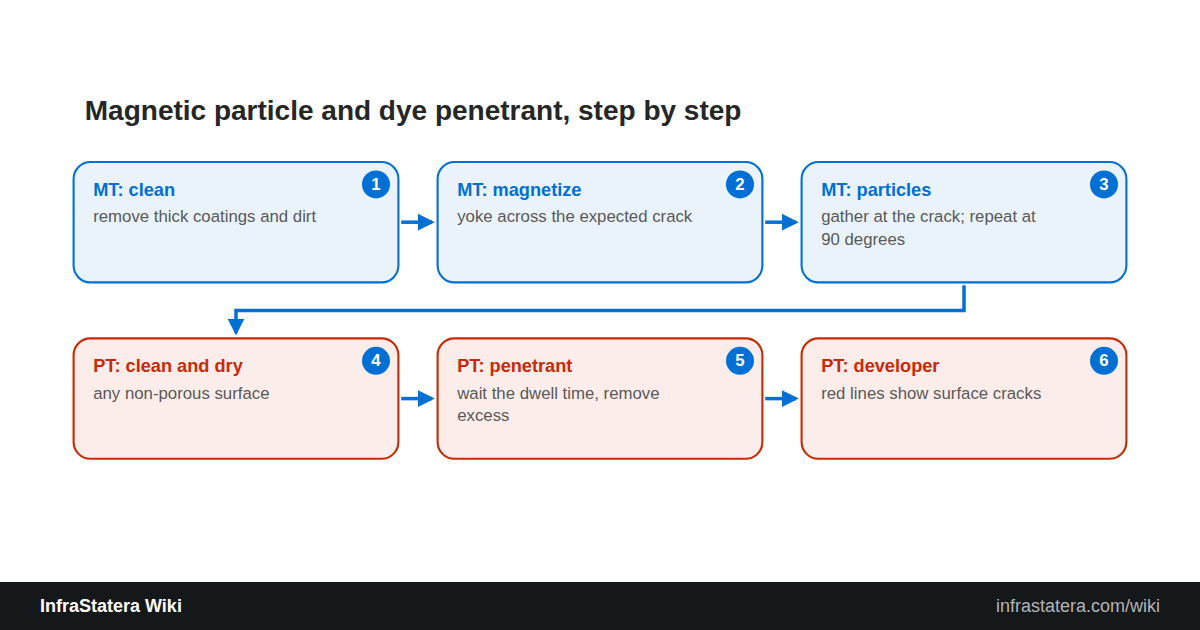 Magnetic particle and dye penetrant, step by step
MT: clean
1
remove thick coatings and dirt
MT: magnetize
2
yoke across the expected crack
MT: particles
3
gather at the crack; repeat at
90 degrees
PT: clean and dry
4
any non-porous surface
PT: penetrant
5
wait the dwell time, remove
excess
PT: developer
6
red lines show surface cracks
InfraStatera Wiki
infrastatera.com/wiki